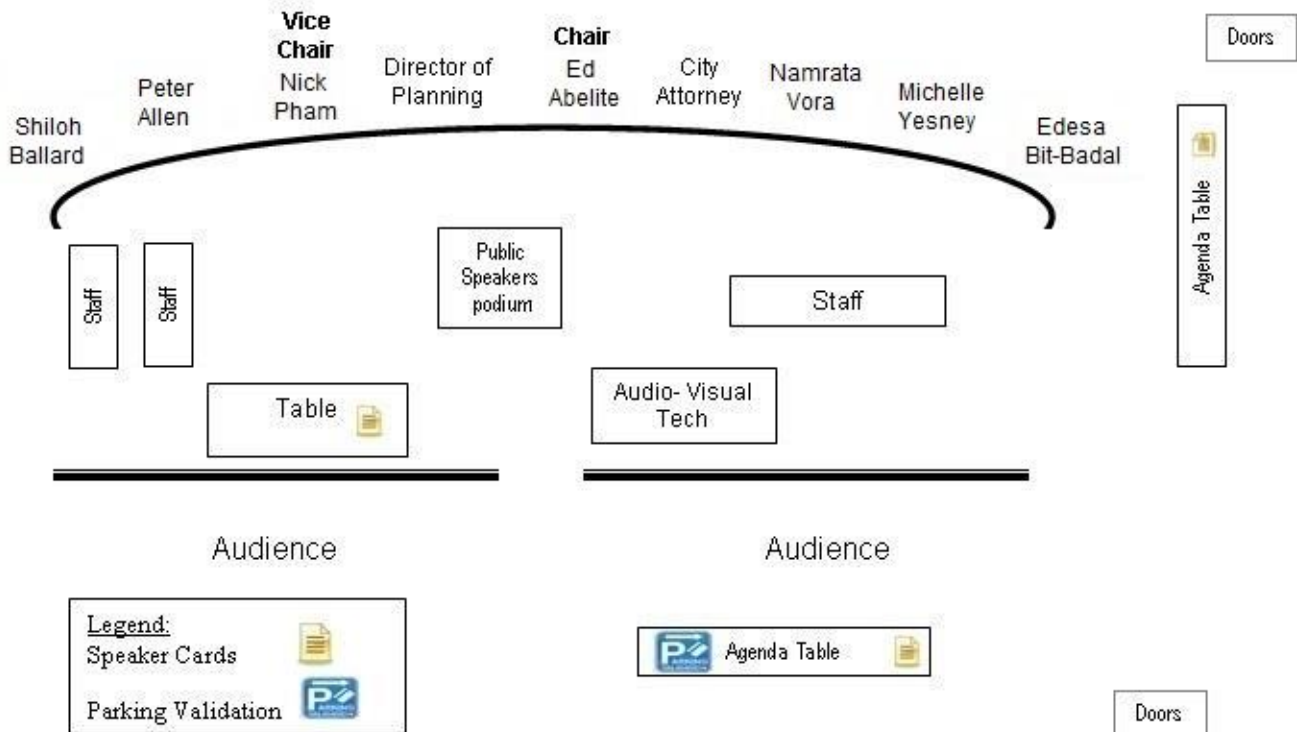 Vice
Chair
Nick
Pham
Chair
Ed
Abelite
Doors
Peter
Allen
Director of
Planning
City
Attorney
Namrata
Vora
Michelle
Yesney
Shiloh
Ballard
Edesa
Bit-Badal
Agenda Table
Staff
Staff
Public
Speakers
podium
Staff
Table
Audio- Visual
Tech
Audience
Audience
Legend:
Speaker Cards
Parking Validation
P
Agenda Table
Doors